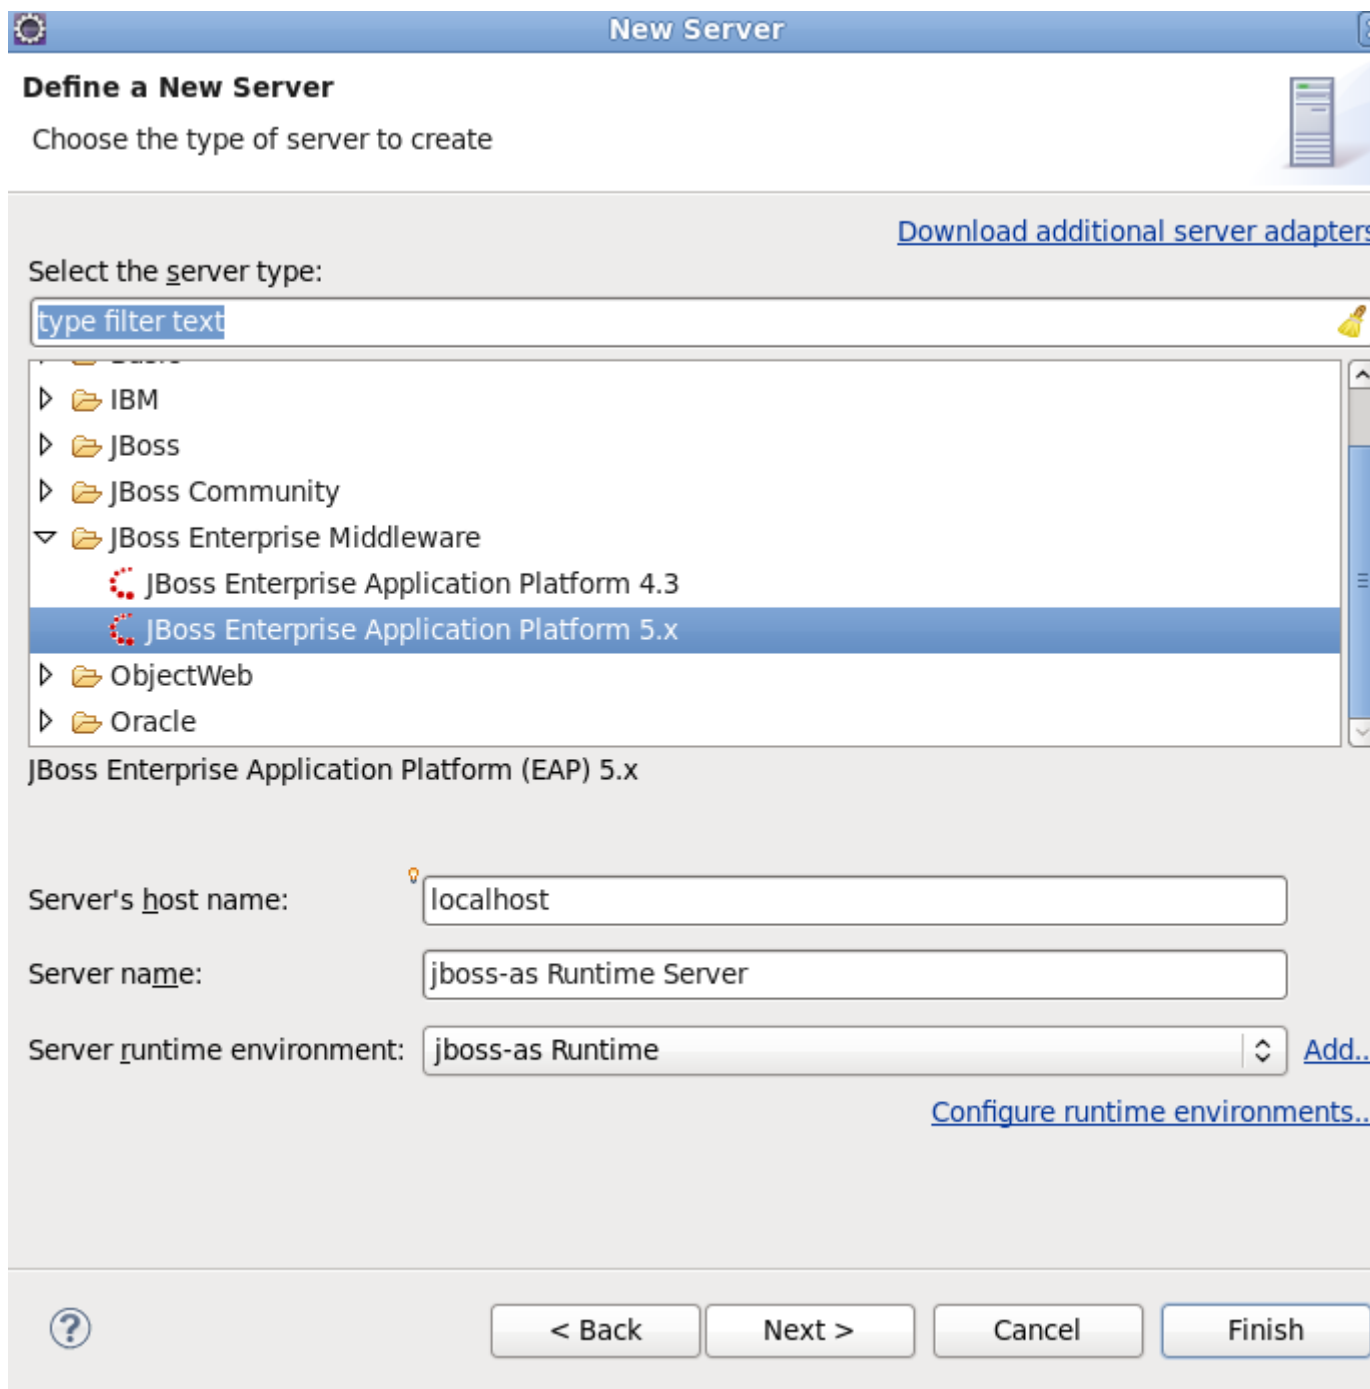 New Server
Define a New Server
Choose the type of server to create
Download additional server adapters
Select the server type:
type filter text
IBM
JBoss
JBoss Community
JBoss Enterprise Middleware
JBoss Enterprise Application Platform 4.3
JBoss Enterprise Application Platform 5.x
ObjectWeb
Oracle
JBoss Enterprise Application Platform (EAP) 5.x
Server's host name: localhost
Server name: jboss-as Runtime Server
Server runtime environment: jboss-as Runtime Add..
Configure runtime environments..
? < Back Next > Cancel Finish